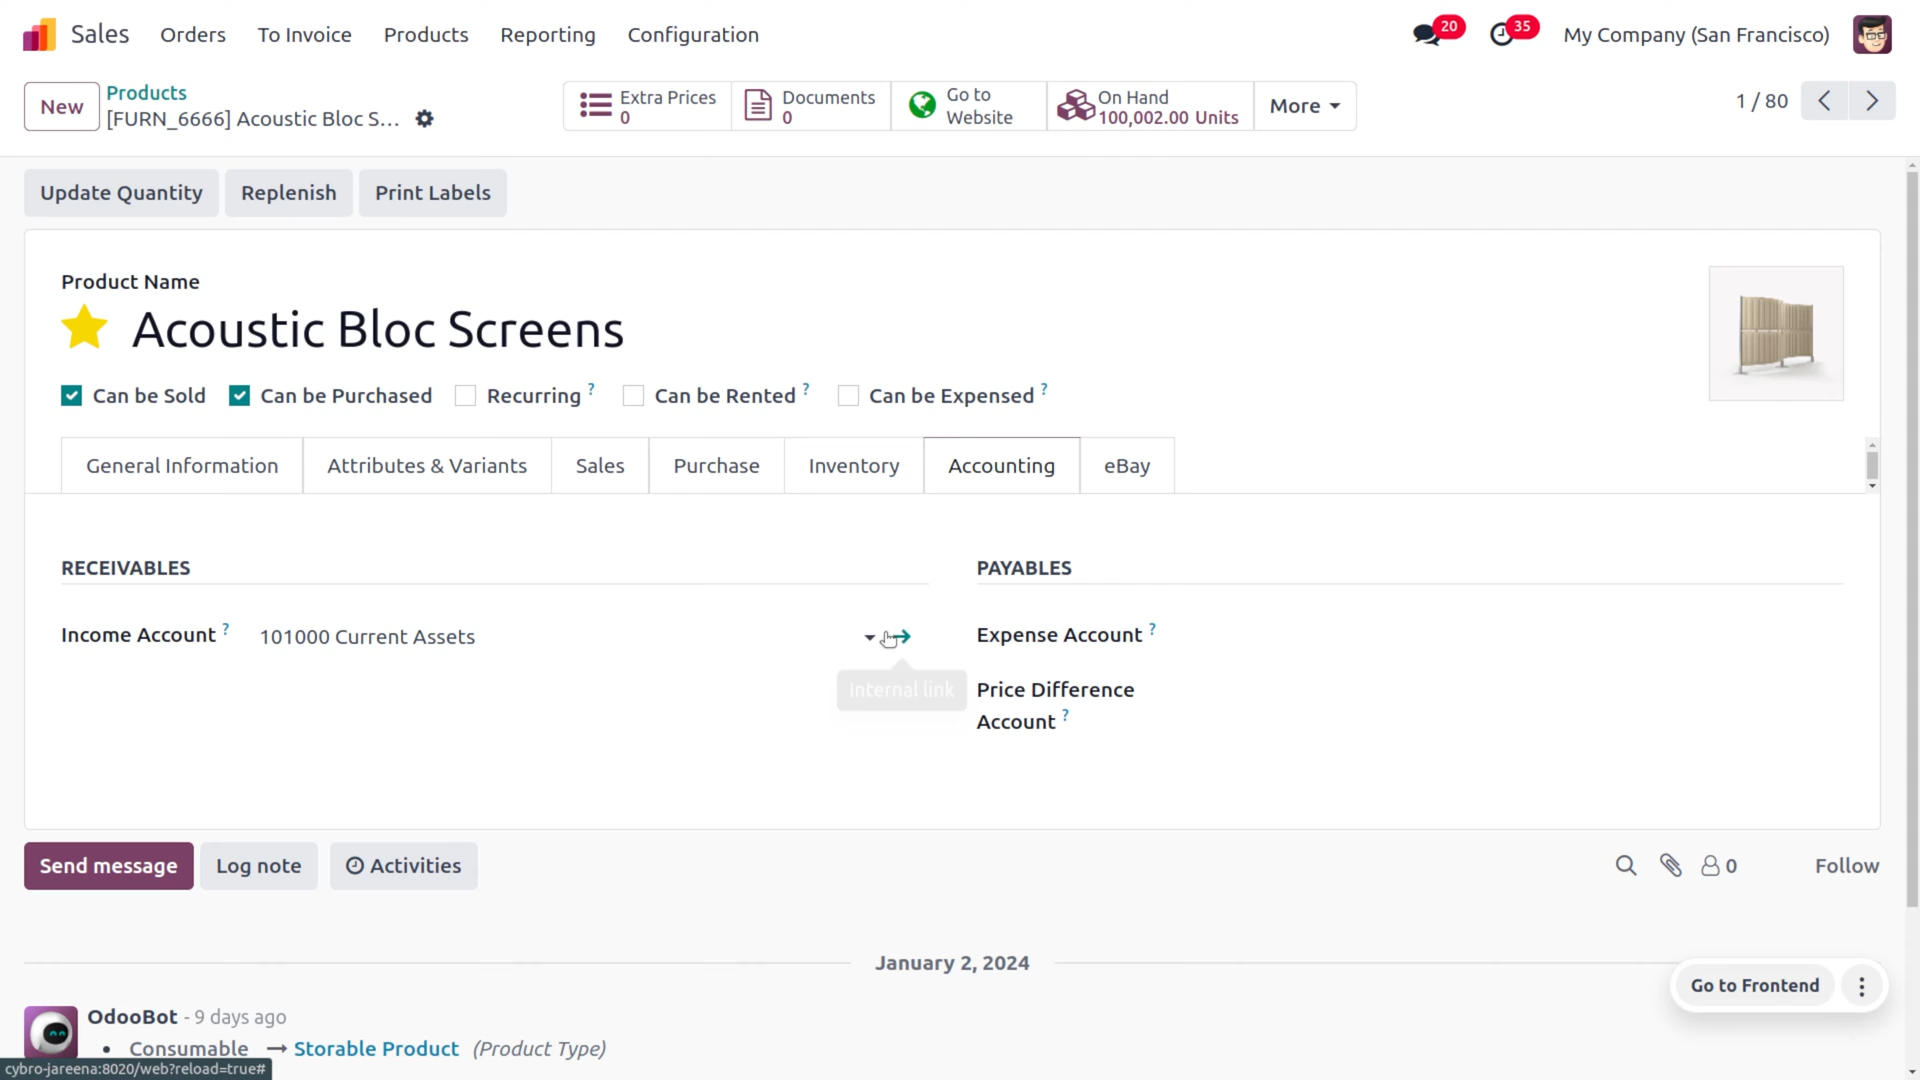 Sales Orders To Invoice Products Reporting Configuration 20 35 My Company (San Francisco)
New Products Extra Prices Documents Go to On Hand More 1 / 80
[FURN_6666] Acoustic Bloc S... 0 0 Website 100,002.00 Units
Update Quantity Replenish Print Labels
Product Name
Acoustic Bloc Screens
Can be Sold Can be Purchased Recurring ? Can be Rented ? Can be Expensed ?
General Information Attributes & Variants Sales Purchase Inventory Accounting eBay
RECEIVABLES PAYABLES
Income Account ? 101000 Current Assets Expense Account ?
Internal link Price Difference
Account ?
Send message Log note Activities 0 Follow
January 2, 2024
Go to Frontend
OdooBot - 9 days ago
• Consumable → Storable Product (Product Type)
cybro-jareena:8020/web?reload=true#